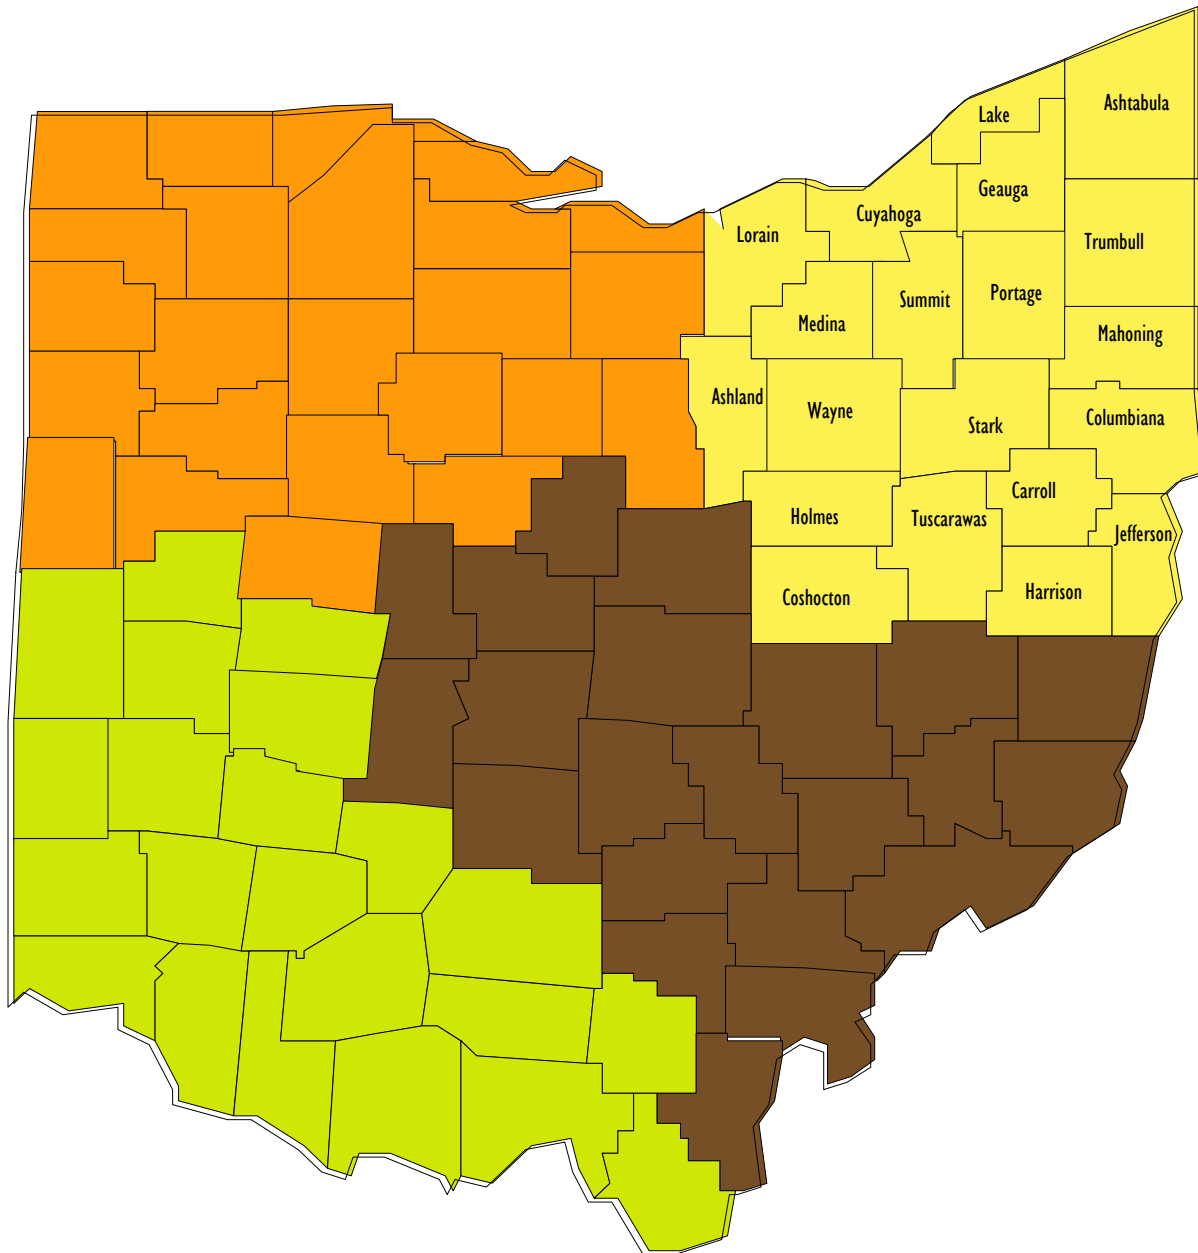 Ashtabula
Lake
Geauga
Cuyahoga
Lorain
Trumbull
Summit
Portage
Medina
Mahoning
Ashland
Wayne
Stark
Columbiana
Carroll
Holmes
Tuscarawas
Jefferson
Coshocton
Harrison